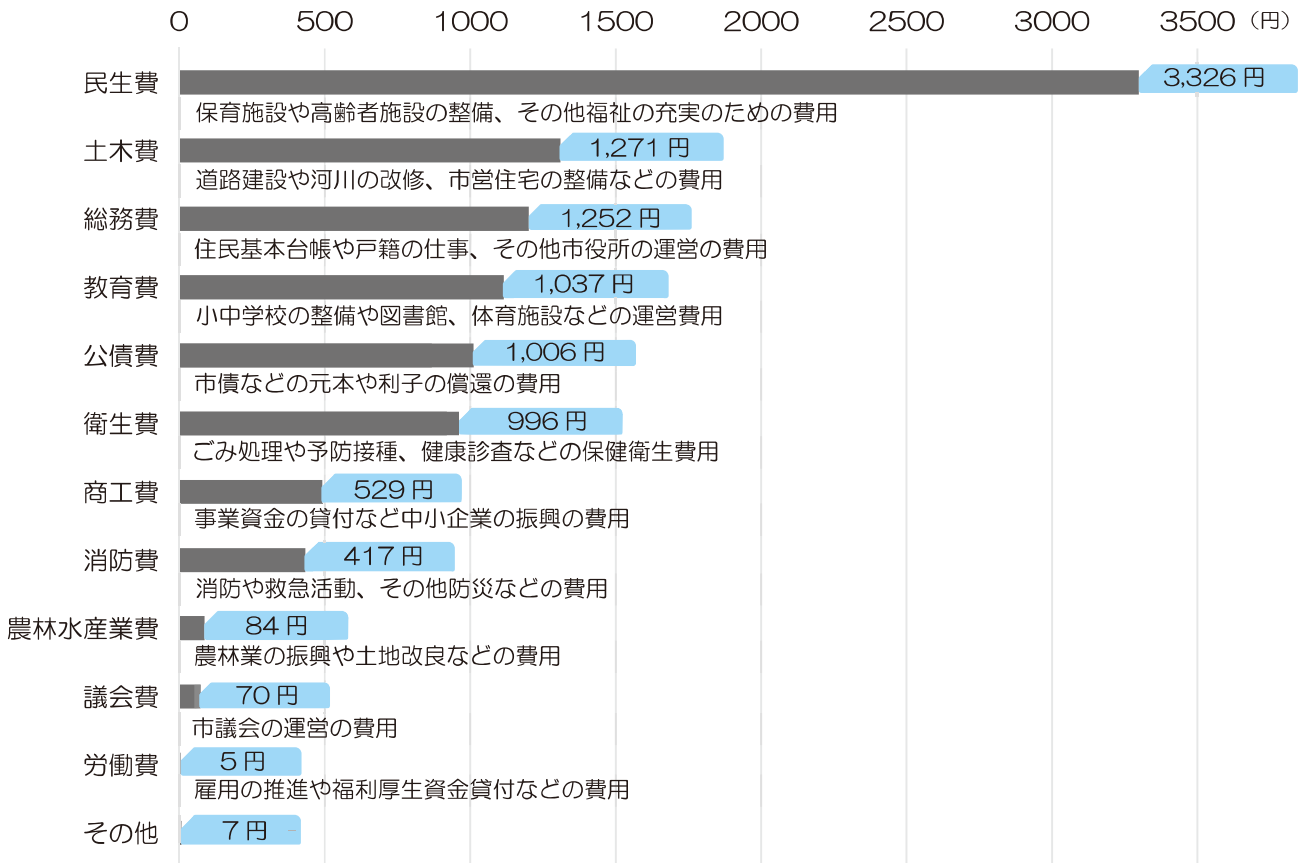 0 500 1000 1500 2000 2500 3000 3500 (円)
民生費 3,326 円
保育施設や高齢者施設の整備、その他福祉の充実のための費用
土木費 1,271 円
道路建設や河川の改修、市営住宅の整備などの費用
総務費 1,252 円
住民基本台帳や戸籍の仕事、その他市役所の運営の費用
教育費 1,037 円
小中学校の整備や図書館、体育施設などの運営費用
公債費 1,006 円
市債などの元本や利子の償還の費用
衛生費 996 円
ごみ処理や予防接種、健康診査などの保健衛生費用
商工費 529 円
事業資金の貸付など中小企業の振興の費用
消防費 417 円
消防や救急活動、その他防災などの費用
農林水産業費 84 円
農林業の振興や土地改良などの費用
議会費 70 円
市議会の運営の費用
労働費 5 円
雇用の推進や福利厚生資金貸付などの費用
その他 7 円